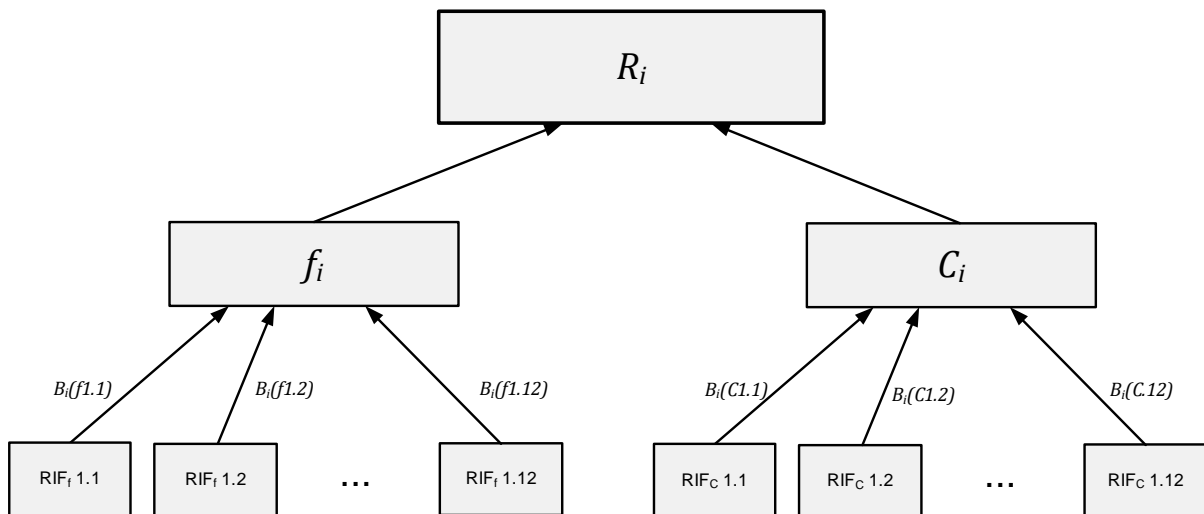 R_i
f_i
C_i
B_i(f1.1)
B_i(f1.2)
B_i(f1.12)
B_i(C1.1)
B_i(C1.2)
B_i(C.12)
RIF_f 1.1
RIF_f 1.2
...
RIF_f 1.12
RIF_C 1.1
RIF_C 1.2
...
RIF_C 1.12